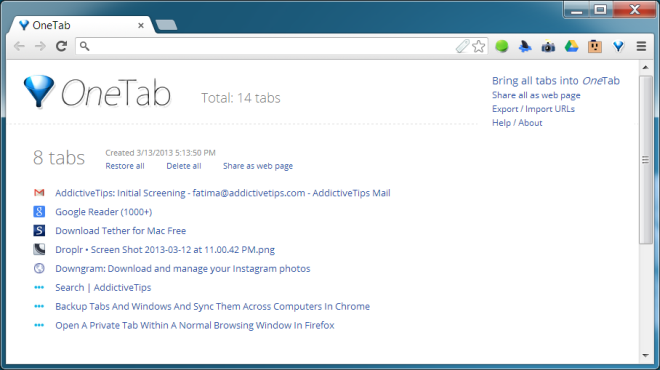 OneTab
OneTab
Total: 14 tabs
Bring all tabs into OneTab
Share all as web page
Export / Import URLs
Help / About
8 tabs
Created 3/13/2013 5:13:50 PM
Restore all
Delete all
Share as web page
AddictiveTips: Initial Screening - fatima@addictivetips.com - AddictiveTips Mail
Google Reader (1000+)
Download Tether for Mac Free
Droplr • Screen Shot 2013-03-12 at 11.00.42 PM.png
Downgram: Download and manage your Instagram photos
Search | AddictiveTips
Backup Tabs And Windows And Sync Them Across Computers In Chrome
Open A Private Tab Within A Normal Browsing Window In Firefox